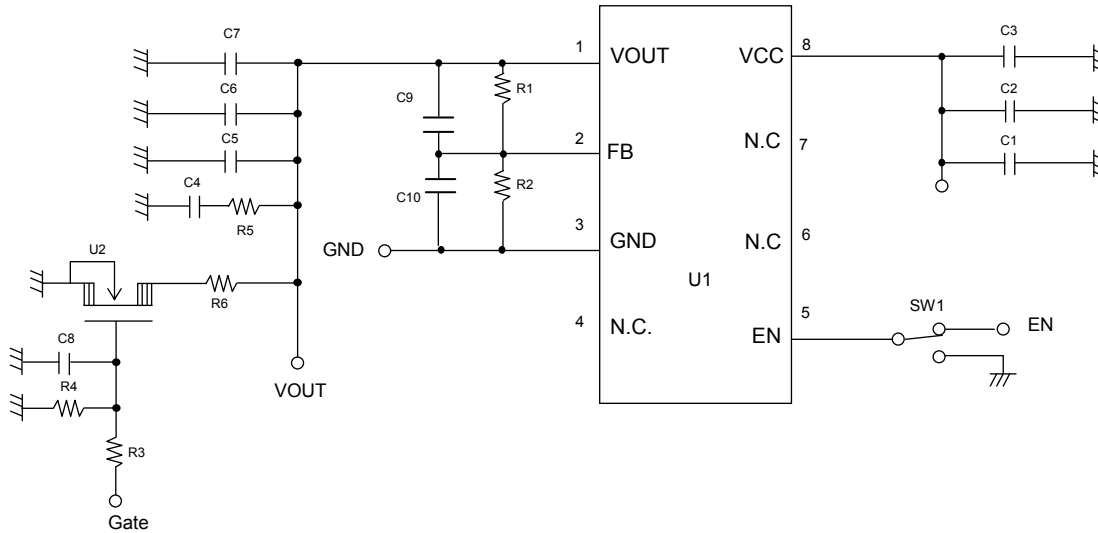 C7
1
VOUT
VCC
8
C3
C6
C9
R1
C2
C5
2
FB
N.C
7
C1
C4
R5
C10
R2
3
GND
GND
N.C
6
U2
R6
U1
SW1
4
N.C.
EN
5
EN
C8
VOUT
R4
R3
Gate